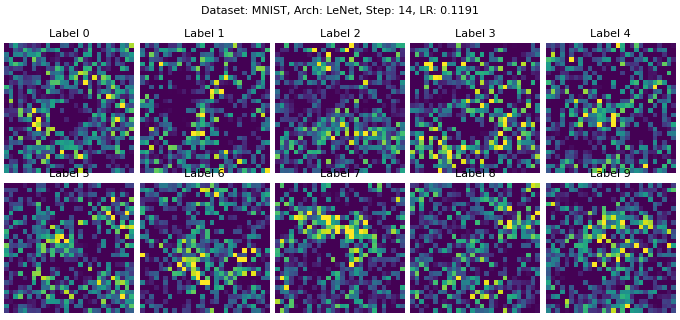 Dataset: MNIST, Arch: LeNet, Step: 14, LR: 0.1191
Label 0 Label 1 Label 2 Label 3 Label 4
Label 5 Label 6 Label 7 Label 8 Label 9